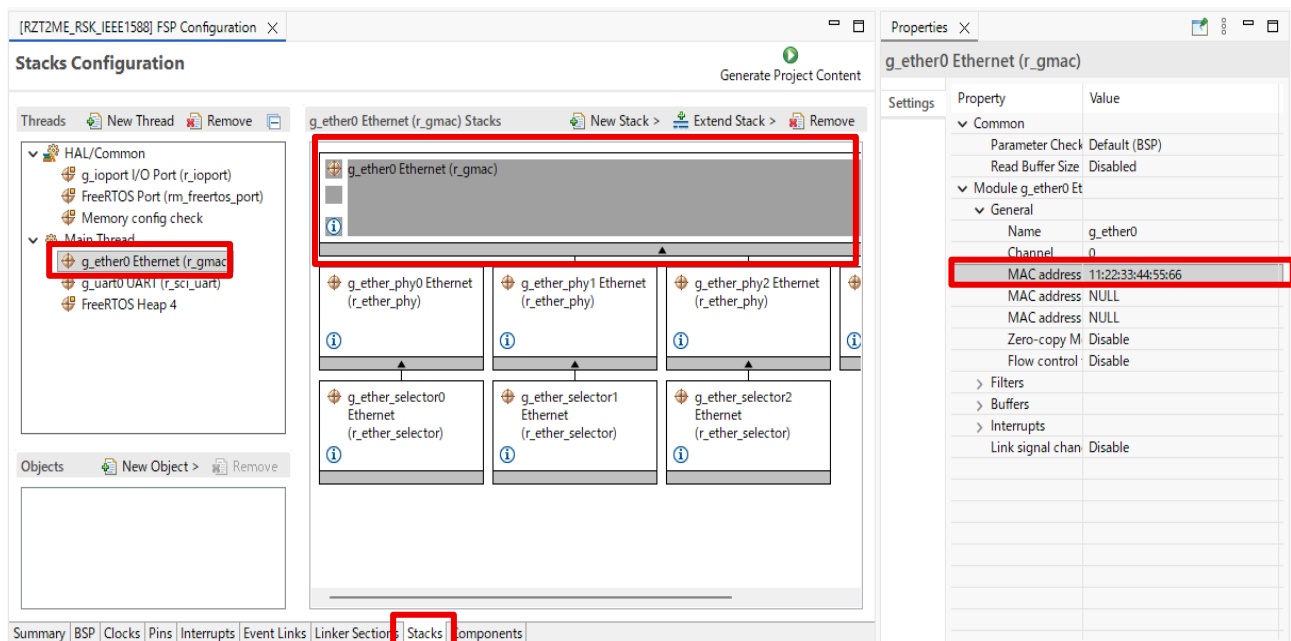 [RZT2ME_RSK_IEEE1588] FSP Configuration
Stacks Configuration
Generate Project Content
Threads
New Thread
Remove
HAL/Common
g_ioport I/O Port (r_ioport)
FreeRTOS Port (rm_freertos_port)
Memory config check
Main Thread
g_ether0 Ethernet (r_gmac)
g_uart0 UART (r_sci_uart)
FreeRTOS Heap 4
Objects
New Object >
Remove
g_ether0 Ethernet (r_gmac) Stacks
New Stack >
Extend Stack >
Remove
g_ether0 Ethernet (r_gmac)
g_ether_phy0 Ethernet
(r_ether_phy)
g_ether_phy1 Ethernet
(r_ether_phy)
g_ether_phy2 Ethernet
(r_ether_phy)
g_ether_selector0
Ethernet
(r_ether_selector)
g_ether_selector1
Ethernet
(r_ether_selector)
g_ether_selector2
Ethernet
(r_ether_selector)
Summary BSP Clocks Pins Interrupts Event Links Linker Sections Stacks Components
Properties
g_ether0 Ethernet (r_gmac)
Settings
Property Value
Common
Parameter Check Default (BSP)
Read Buffer Size Disabled
Module g_ether0 Et
General
Name g_ether0
Channel 0
MAC address 11:22:33:44:55:66
MAC address NULL
MAC address NULL
Zero-copy M Disable
Flow control Disable
Filters
Buffers
Interrupts
Link signal chan Disable